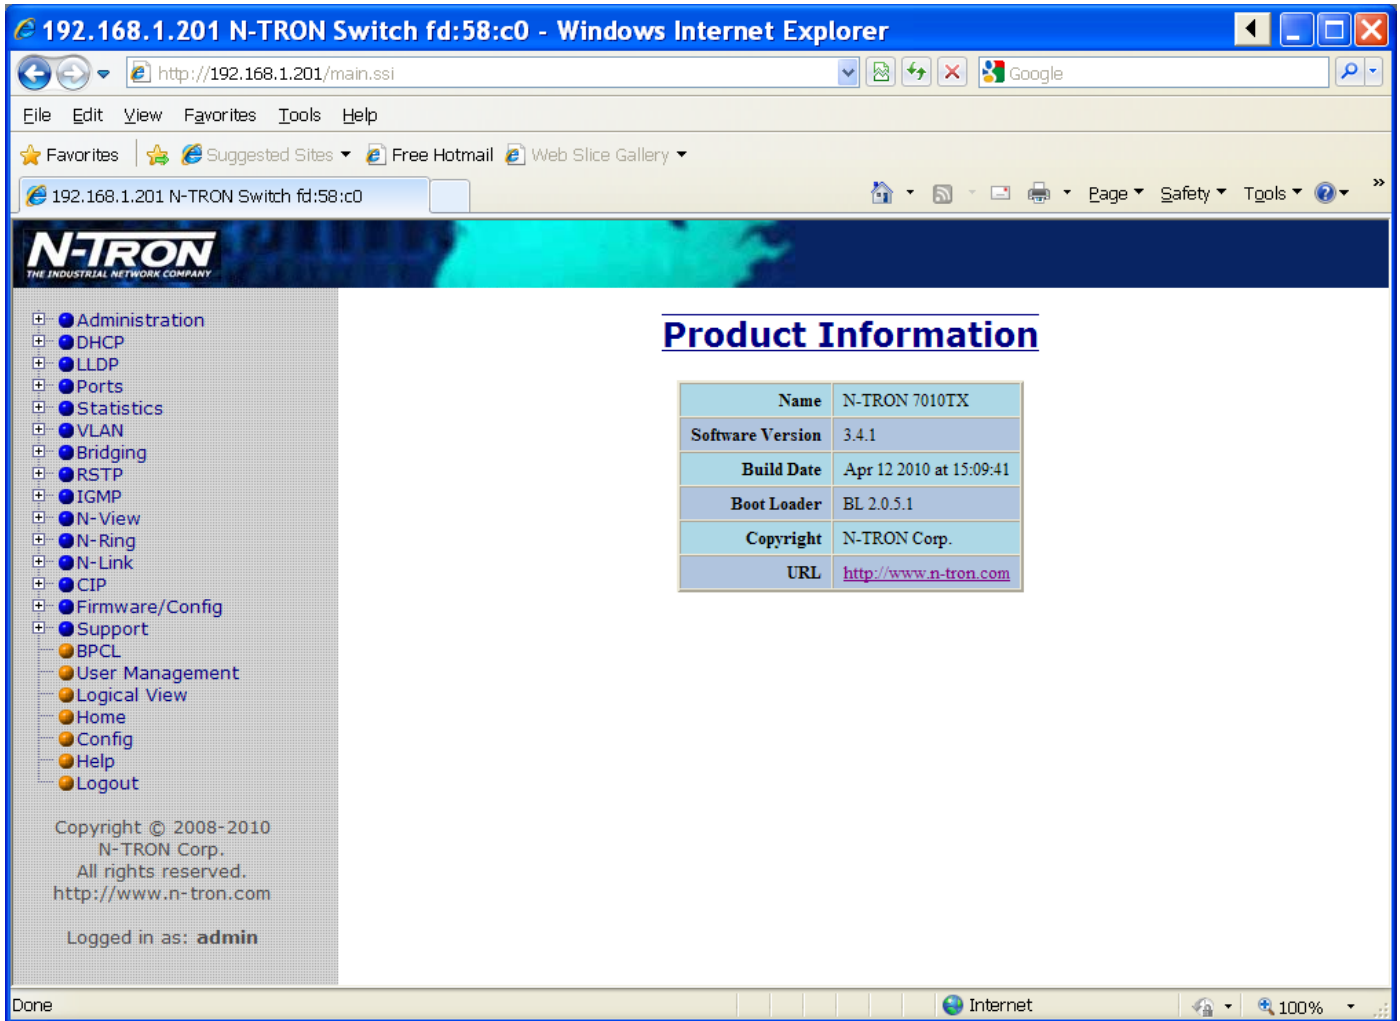 192.168.1.201 N-TRON Switch fd:58:c0 - Windows Internet Explorer
http://192.168.1.201/main.ssi
Google
File Edit View Favorites Tools Help
Favorites Suggested Sites Free Hotmail Web Slice Gallery
192.168.1.201 N-TRON Switch fd:58:c0
Page Safety Tools »
N-TRON
THE INDUSTRIAL NETWORK COMPANY
Administration
DHCP
LLDP
Ports
Statistics
VLAN
Bridging
RSTP
IGMP
N-View
N-Ring
N-Link
CIP
Firmware/Config
Support
BPCL
User Management
Logical View
Home
Config
Help
Logout
Copyright © 2008-2010
N-TRON Corp.
All rights reserved.
http://www.n-tron.com
Logged in as: admin
Product Information
Name N-TRON 7010TX
Software Version 3.4.1
Build Date Apr 12 2010 at 15:09:41
Boot Loader BL 2.0.5.1
Copyright N-TRON Corp.
URL http://www.n-tron.com
Done Internet 100%